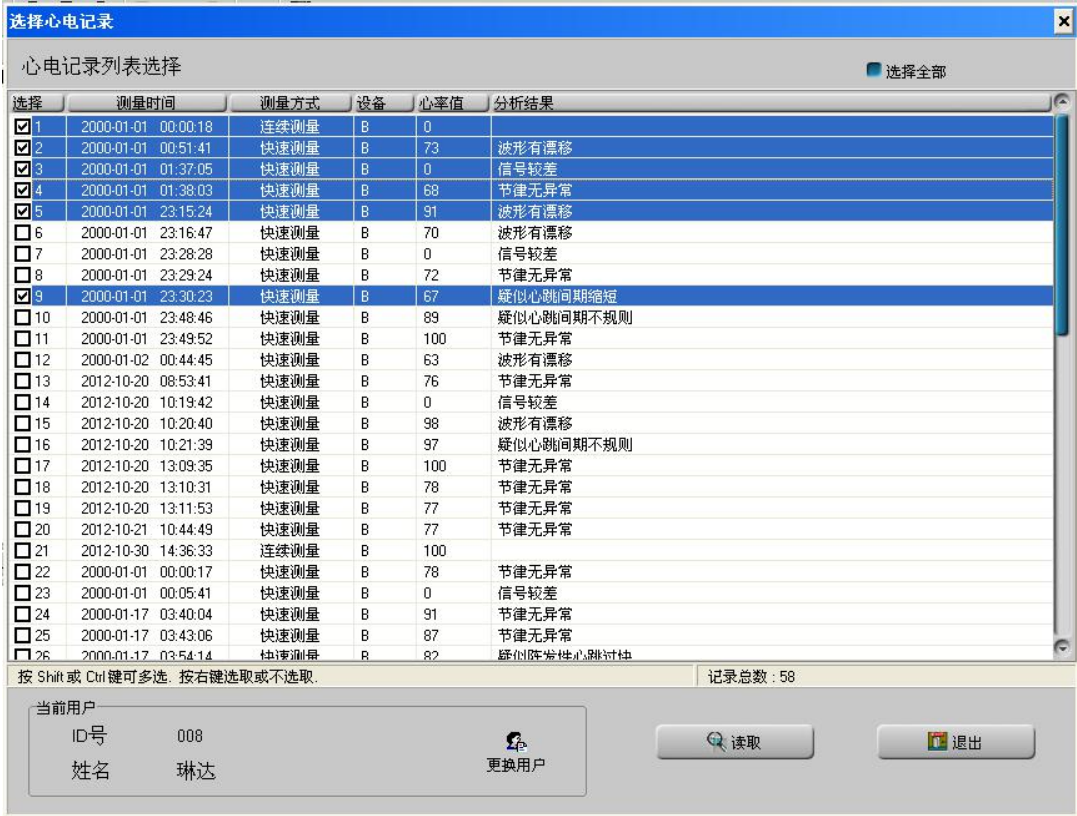 选择心电记录
心电记录列表选择
选择全部
选择 测量时间 测量方式 设备 心率值 分析结果
1 2000-01-01 00:00:18 连续测量 B 0
2 2000-01-01 00:51:41 快速测量 B 73 波形有漂移
3 2000-01-01 01:37:05 快速测量 B 0 信号较差
4 2000-01-01 01:38:03 快速测量 B 68 节律无异常
5 2000-01-01 23:15:24 快速测量 B 91 波形有漂移
6 2000-01-01 23:16:47 快速测量 B 70 波形有漂移
7 2000-01-01 23:28:28 快速测量 B 0 信号较差
8 2000-01-01 23:29:24 快速测量 B 72 节律无异常
9 2000-01-01 23:30:23 快速测量 B 67 疑似心跳间期缩短
10 2000-01-01 23:48:46 快速测量 B 89 疑似心跳间期不规则
11 2000-01-01 23:49:52 快速测量 B 100 节律无异常
12 2000-01-02 00:44:45 快速测量 B 63 波形有漂移
13 2012-10-20 08:53:41 快速测量 B 76 节律无异常
14 2012-10-20 10:19:42 快速测量 B 0 信号较差
15 2012-10-20 10:20:40 快速测量 B 98 波形有漂移
16 2012-10-20 10:21:39 快速测量 B 97 疑似心跳间期不规则
17 2012-10-20 13:09:35 快速测量 B 100 节律无异常
18 2012-10-20 13:10:31 快速测量 B 78 节律无异常
19 2012-10-20 13:11:53 快速测量 B 77 节律无异常
20 2012-10-21 10:44:49 快速测量 B 77 节律无异常
21 2012-10-30 14:36:33 连续测量 B 100
22 2000-01-01 00:00:17 快速测量 B 78 节律无异常
23 2000-01-01 00:05:41 快速测量 B 0 信号较差
24 2000-01-17 03:40:04 快速测量 B 91 节律无异常
25 2000-01-17 03:43:06 快速测量 B 87 节律无异常
26 2000-01-17 03:54:14 快速测量 B 82 疑似阵发性心跳过快
按 Shift 或 Ctrl 键可多选. 按右键选取或不选取. 记录总数 : 58
当前用户
ID号 008
姓名 琳达
更换用户
读取
退出